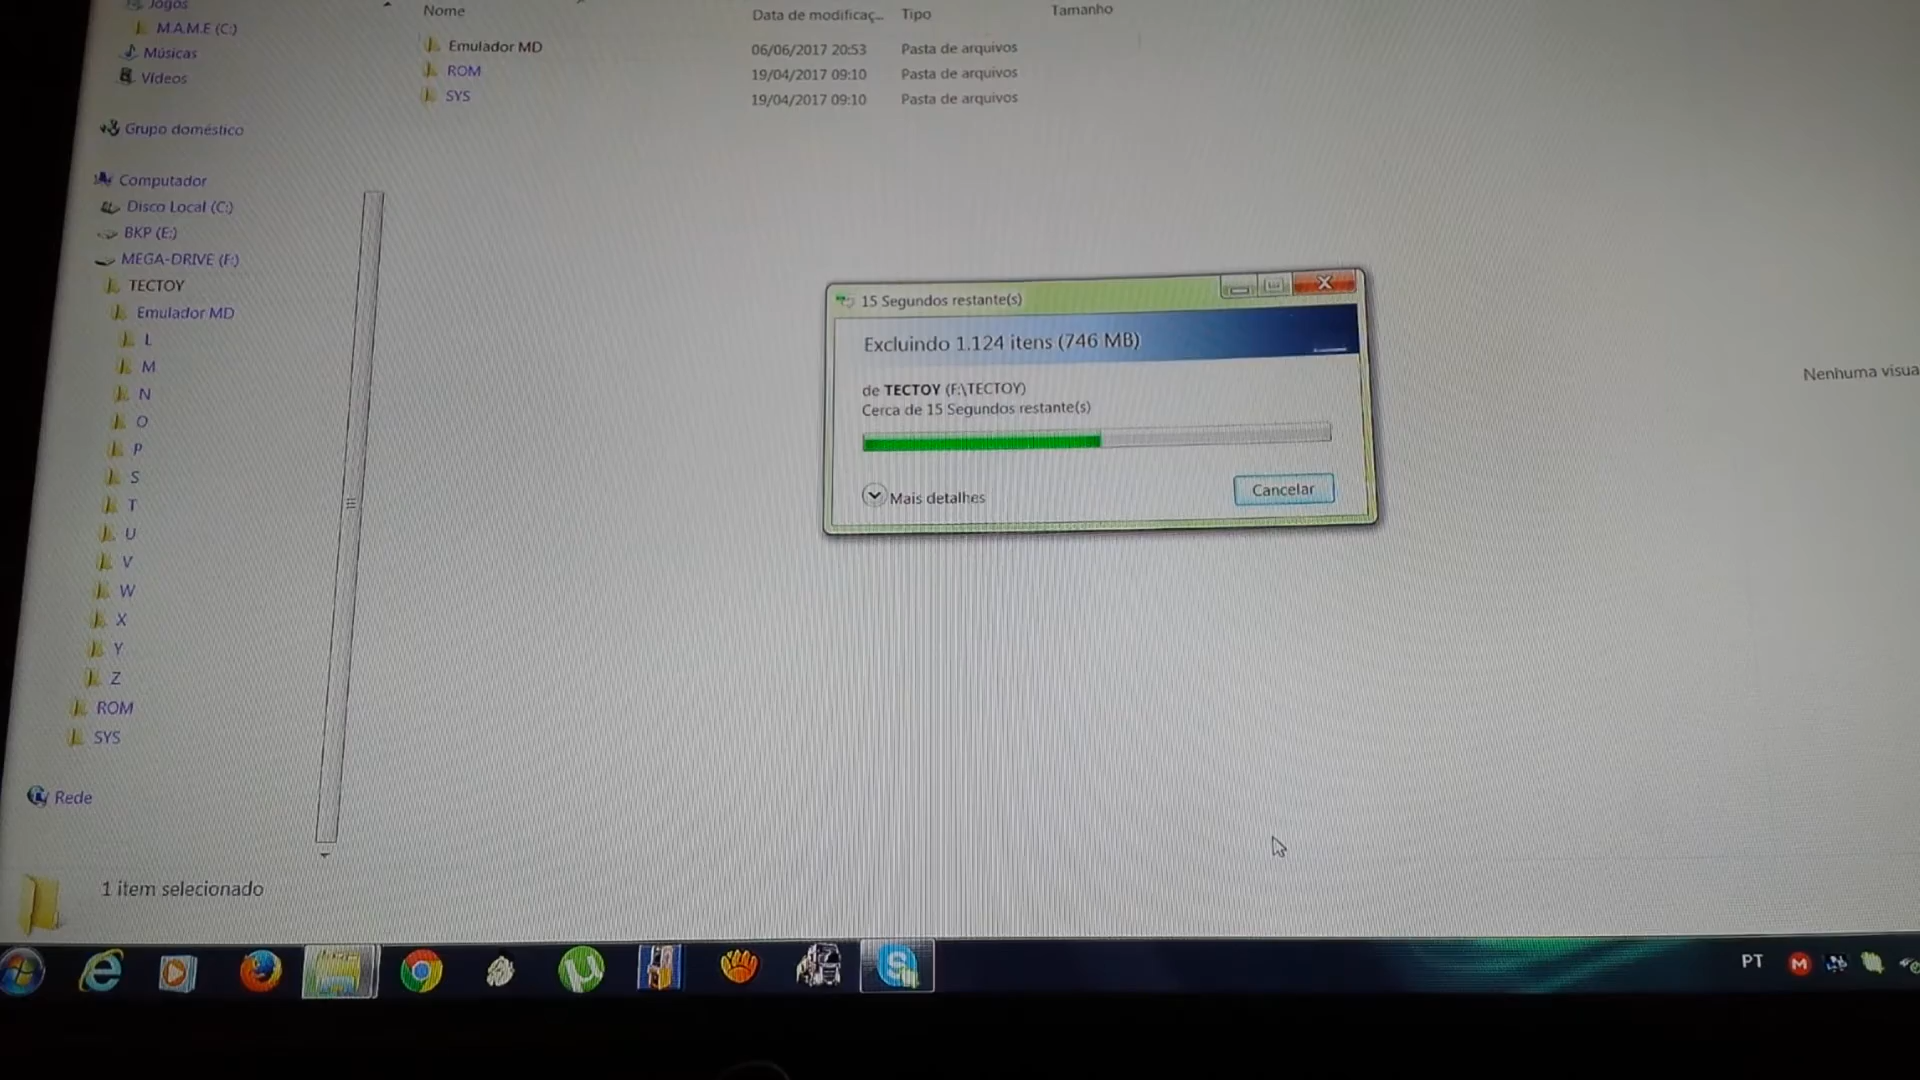 Jogos
M.A.M.E (C:)
Músicas
Vídeos
Grupo doméstico
Computador
Disco Local (C:)
BKP (E:)
MEGA-DRIVE (F:)
TECTOY
Emulador MD
L
M
N
O
P
S
T
U
V
W
X
Y
Z
ROM
SYS
Rede
Nome Data de modificaç... Tipo Tamanho
Emulador MD 06/06/2017 20:53 Pasta de arquivos
ROM 19/04/2017 09:10 Pasta de arquivos
SYS 19/04/2017 09:10 Pasta de arquivos
15 Segundos restante(s)
Excluindo 1.124 itens (746 MB)
de TECTOY (F:\TECTOY)
Cerca de 15 Segundos restante(s)
Mais detalhes
Cancelar
Nenhuma visua
1 item selecionado
PT